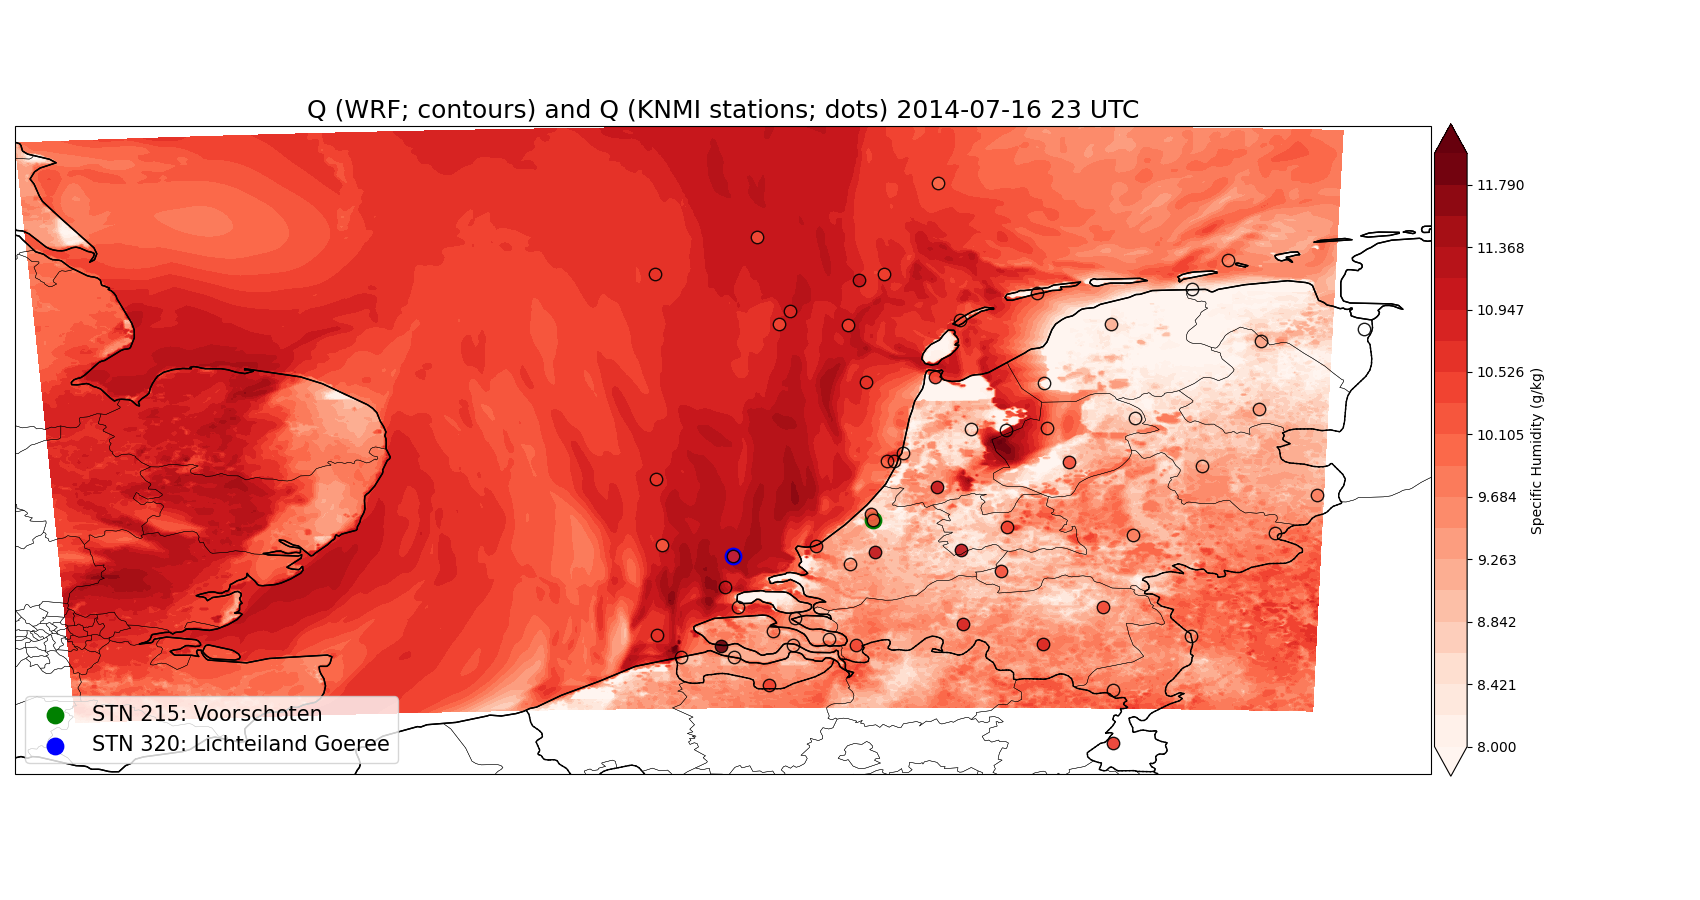 Q (WRF; contours) and Q (KNMI stations; dots) 2014-07-16 23 UTC
11.790
11.368
10.947
10.526
10.105
9.684
9.263
8.842
8.421
8.000
Specific Humidity (g/kg)
STN 215: Voorschoten
STN 320: Lichteiland Goeree